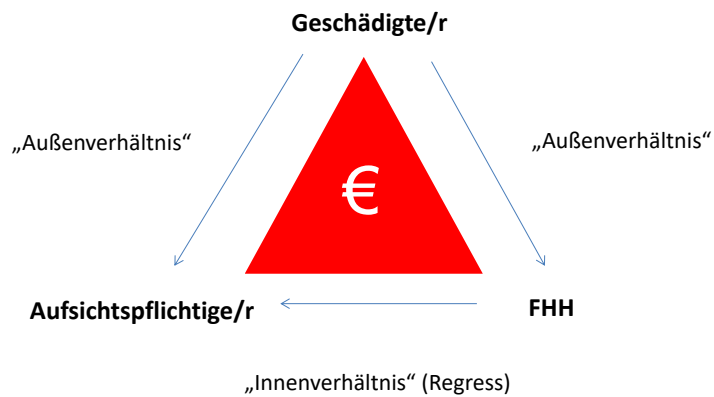 Geschädigte/r
„Außenverhältnis“
„Außenverhältnis“
€
Aufsichtspflichtige/r
FHH
„Innenverhältnis“ (Regress)